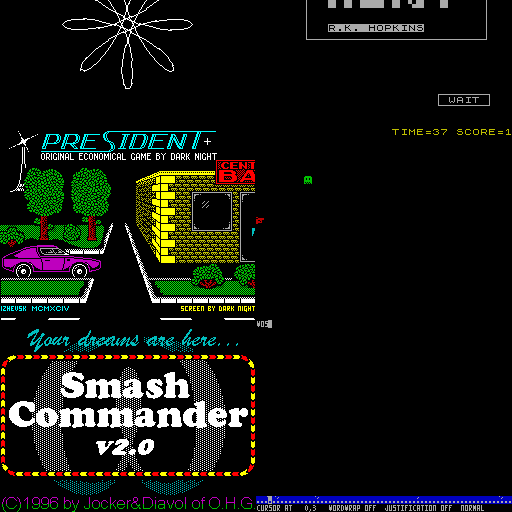 R.K. HOPKINS
WAIT
TIME=37 SCORE=1
PRESIDENT+
ORIGINAL ECONOMICAL GAME BY DARK NIGHT
CENT
BA
IZHEVSK MCMXCIV
SCREEN BY DARK NIGHT
Your dreams are here...
Smash
Commander
v2.0
(C)1996 by Jocker&Diavol of O.H.G.
CURSOR AT 0,3 WORDWRAP OFF JUSTIFICATION OFF NORMAL